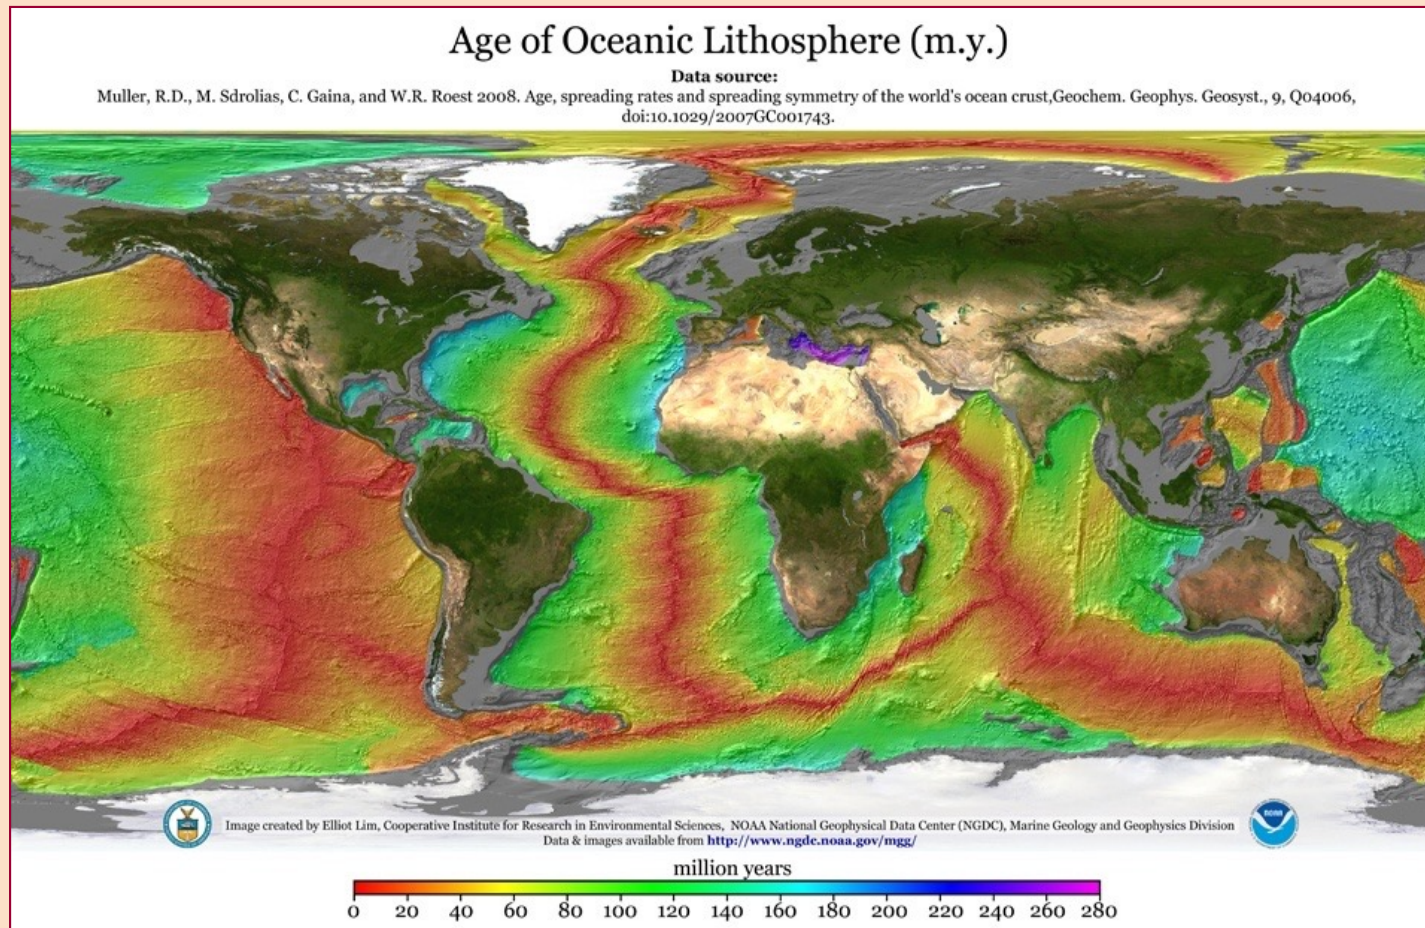 Age of Oceanic Lithosphere (m.y.)
Data source:
Muller, R.D., M. Sdrolias, C. Gaina, and W.R. Roest 2008. Age, spreading rates and spreading symmetry of the world's ocean crust,Geochem. Geophys. Geosyst., 9, Q04006,
doi:10.1029/2007GC001743.
Image created by Elliot Lim, Cooperative Institute for Research in Environmental Sciences, NOAA National Geophysical Data Center (NGDC), Marine Geology and Geophysics Division
Data & images available from http://www.ngdc.noaa.gov/mgg/
noaa
million years
0 20 40 60 80 100 120 140 160 180 200 220 240 260 280